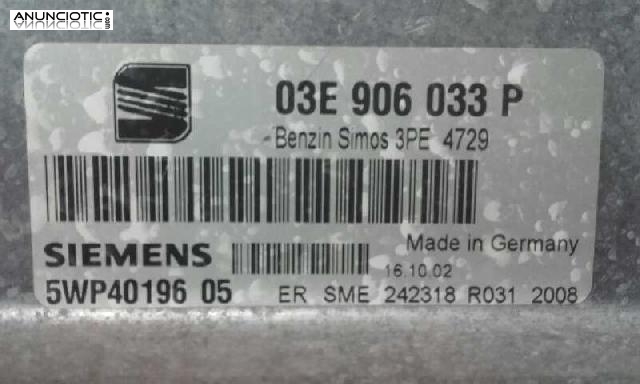 ANUNCIOTIC.com
03E 906 033 P
-Benzin Simos 3PE 4729
SIEMENS
Made in Germany
16.10.02
5WP40196 05
ER SME 242318 R031 2008